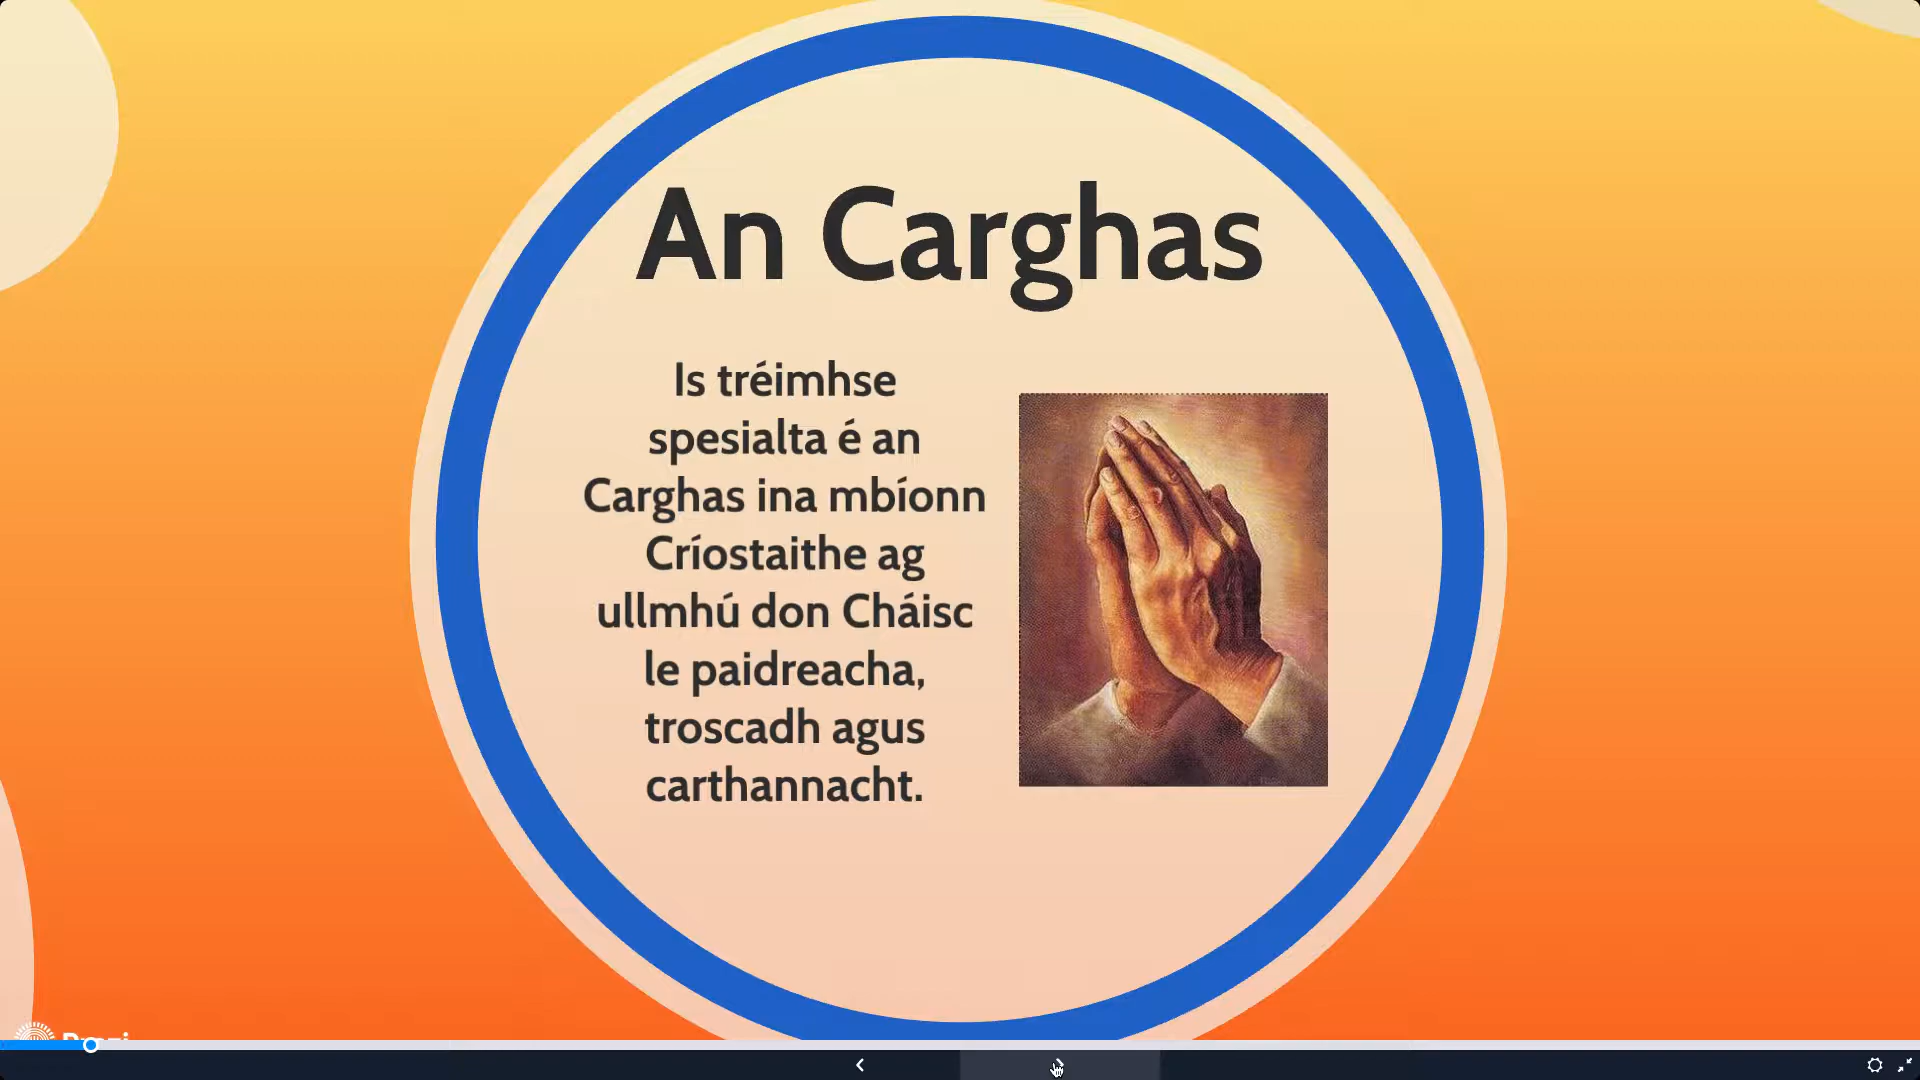 An Carghas
Is tréimhse
spesialta é an
Carghas ina mbíonn
Críostaithe ag
ullmhú don Cháisc
le paidreacha,
troscadh agus
carthannacht.